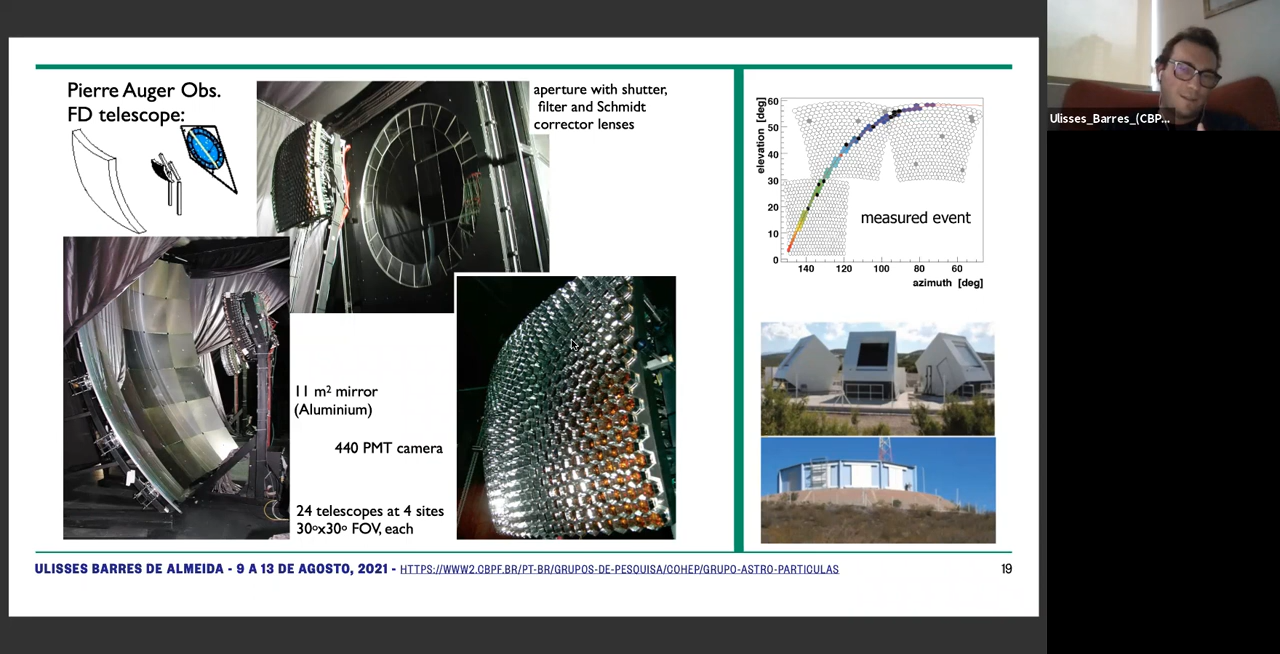 Pierre Auger Obs.
FD telescope:
aperture with shutter,
filter and Schmidt
corrector lenses
11 m² mirror
(Aluminium)
440 PMT camera
24 telescopes at 4 sites
30ox30o FOV, each
elevation [deg]
60
50
40
30
20
10
0
140 120 100 80 60
azimuth [deg]
measured event
ULISSES BARRES DE ALMEIDA - 9 A 13 DE AGOSTO, 2021 - HTTPS://WWW2.CBPF.BR/PT-BR/GRUPOS-DE-PESQUISA/COHEP/GRUPO-ASTRO-PARTICULAS
19
Ulisses_Barres_(CBP...